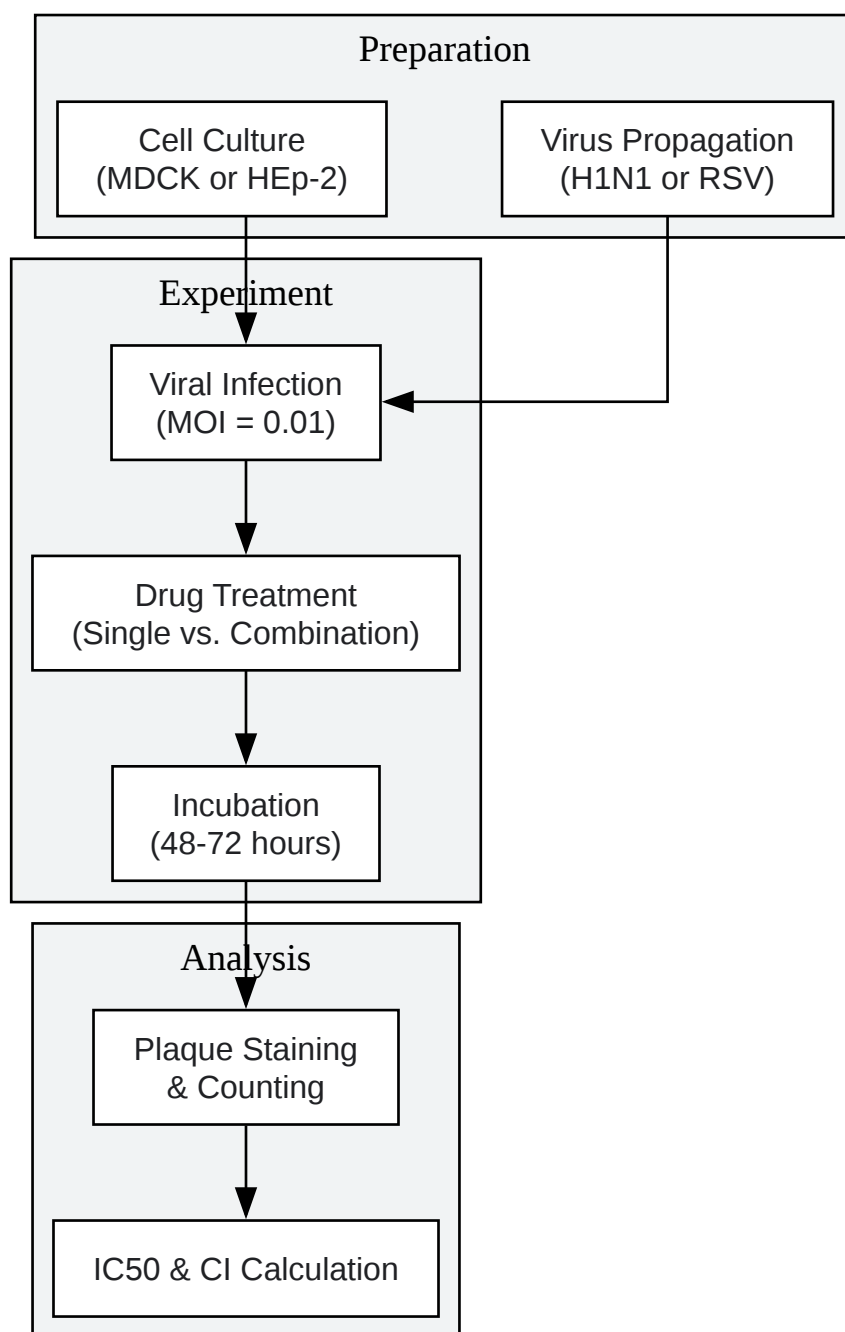 Preparation
Cell Culture
(MDCK or HEp-2)
Virus Propagation
(H1N1 or RSV)
Experiment
Viral Infection
(MOI = 0.01)
Drug Treatment
(Single vs. Combination)
Incubation
(48-72 hours)
Analysis
Plaque Staining
& Counting
IC50 & CI Calculation